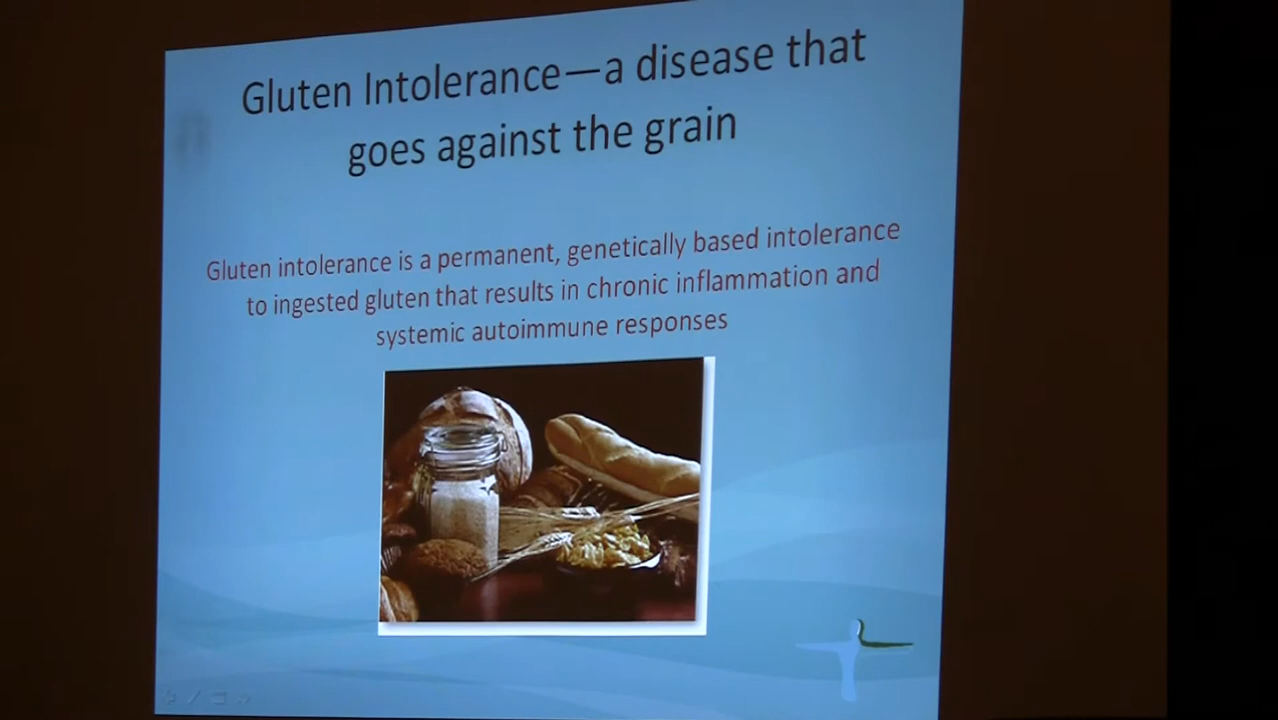 Gluten Intolerance—a disease that
goes against the grain
Gluten intolerance is a permanent, genetically based intolerance
to ingested gluten that results in chronic inflammation and
systemic autoimmune responses